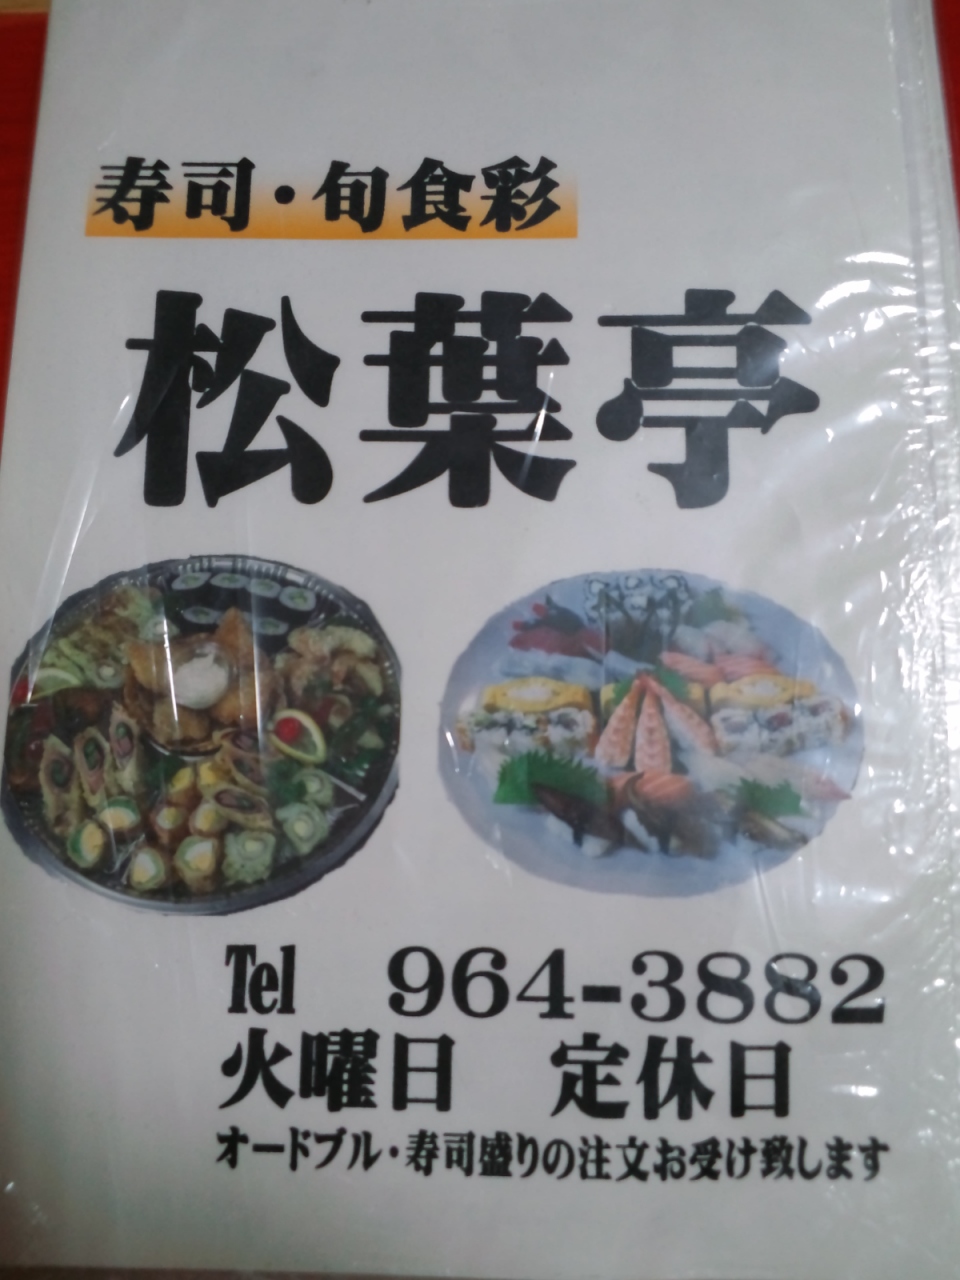 寿司・旬食彩
松葉亭
Tel 964-3882
火曜日 定休日
オードブル・寿司盛りの注文お受け致します